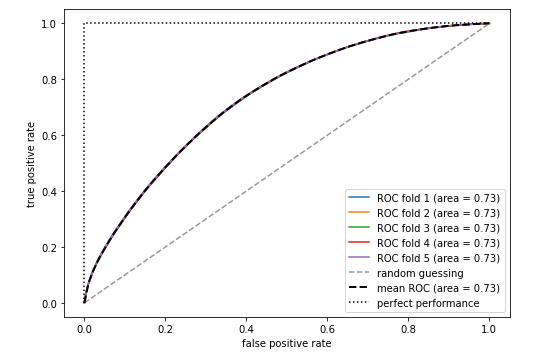 1.0
0.8
0.6
0.4
0.2
0.0
true positive rate
ROC fold 1 (area = 0.73)
ROC fold 2 (area = 0.73)
ROC fold 3 (area = 0.73)
ROC fold 4 (area = 0.73)
ROC fold 5 (area = 0.73)
random guessing
mean ROC (area = 0.73)
perfect performance
0.0 0.2 0.4 0.6 0.8 1.0
false positive rate